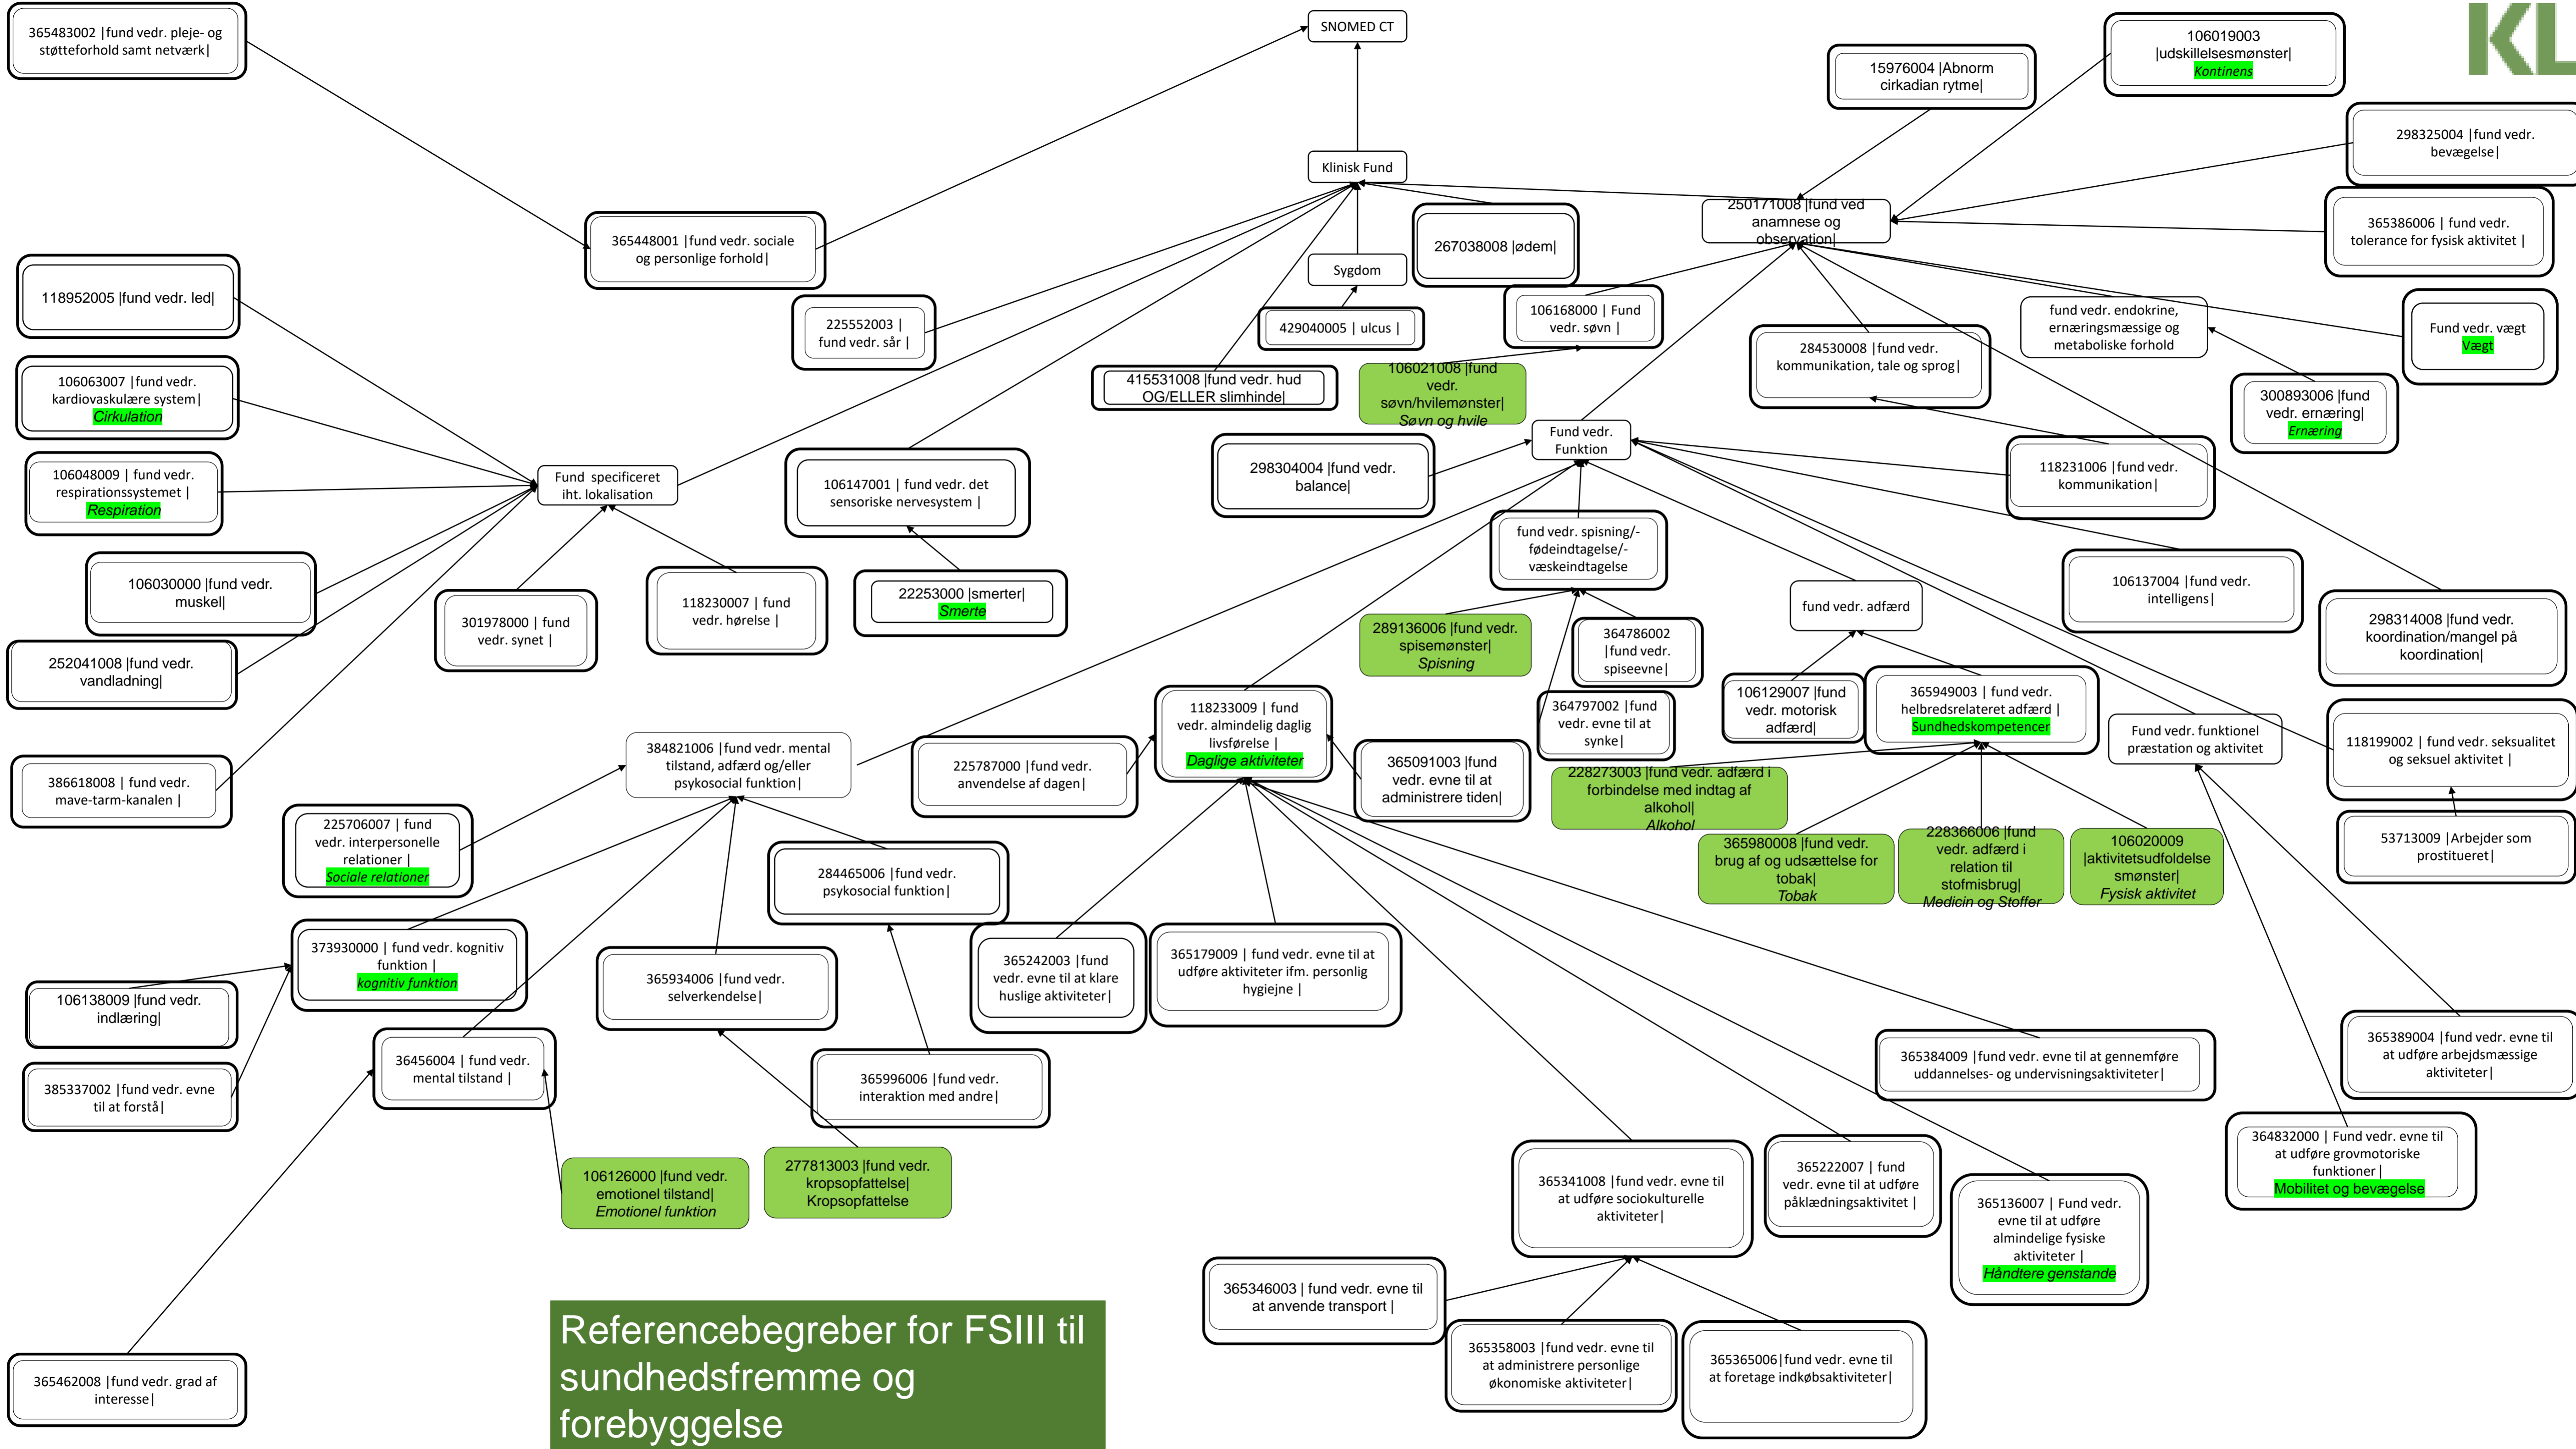 365483002 |fund vedr. pleje- og
støtteforhold samt netværk|
SNOMED CT
106019003
|udskillelsesmønster|
Kontinens
KL
15976004 |Abnorm
cirkadian rytme|
298325004 |fund vedr.
bevægelse|
Klinisk Fund
365448001 |fund vedr. sociale
og personlige forhold|
267038008 |ødem|
250171008 |fund ved
anamnese og
observation|
365386006 | fund vedr.
tolerance for fysisk aktivitet |
Sygdom
118952005 |fund vedr. led|
225552003 |
fund vedr. sår |
429040005 | ulcus |
106168000 | Fund
vedr. søvn |
fund vedr. endokrine,
ernæringsmæssige og
metaboliske forhold
Fund vedr. vægt
Vægt
284530008 |fund vedr.
kommunikation, tale og sprog|
106063007 |fund vedr.
kardiovaskulære system|
Cirkulation
415531008 |fund vedr. hud
OG/ELLER slimhinde|
106021008 |fund
vedr.
søvn/hvilemønster|
Søvn og hvile
300893006 |fund
vedr. ernæring|
Ernæring
Fund vedr.
Funktion
106048009 | fund vedr.
respirationssystemet |
Respiration
Fund  specificeret
iht. lokalisation
106147001 | fund vedr. det
sensoriske nervesystem |
298304004 |fund vedr.
balance|
118231006 |fund vedr.
kommunikation|
fund vedr. spisning/-
fødeindtagelse/-
væskeindtagelse
106030000 |fund vedr.
muskel|
301978000 | fund
vedr. synet |
118230007 | fund
vedr. hørelse |
22253000 |smerter|
Smerte
fund vedr. adfærd
106137004 |fund vedr.
intelligens|
298314008 |fund vedr.
koordination/mangel på
koordination|
252041008 |fund vedr.
vandladning|
289136006 |fund vedr.
spisemønster|
Spisning
364786002
|fund vedr.
spiseevne|
364797002 |fund
vedr. evne til at
synke|
106129007 |fund
vedr. motorisk
adfærd|
365949003 | fund vedr.
helbredsrelateret adfærd |
Sundhedskompetencer
Fund vedr. funktionel
præstation og aktivitet
118199002 | fund vedr. seksualitet
og seksuel aktivitet |
386618008 | fund vedr.
mave-tarm-kanalen |
384821006 |fund vedr. mental
tilstand, adfærd og/eller
psykosocial funktion|
225787000 |fund vedr.
anvendelse af dagen|
118233009 | fund
vedr. almindelig daglig
livsførelse |
Daglige aktiviteter
365091003 |fund
vedr. evne til at
administrere tiden|
228273003 |fund vedr. adfærd i
forbindelse med indtag af
alkohol|
Alkohol
225706007 | fund
vedr. interpersonelle
relationer |
Sociale relationer
284465006 |fund vedr.
psykosocial funktion|
365980008 |fund vedr.
brug af og udsættelse for
tobak|
Tobak
228366006 |fund
vedr. adfærd i
relation til
stofmisbrug|
Medicin og Stoffer
106020009
|aktivitetsudfoldelse
smønster|
Fysisk aktivitet
53713009 |Arbejder som
prostitueret|
373930000 | fund vedr. kognitiv
funktion |
kognitiv funktion
365934006 |fund vedr.
selverkendelse|
365242003 |fund
vedr. evne til at klare
huslige aktiviteter|
365179009 | fund vedr. evne til at
udføre aktiviteter ifm. personlig
hygiejne |
106138009 |fund vedr.
indlæring|
36456004 | fund vedr.
mental tilstand |
385337002 |fund vedr. evne
til at forstå|
365996006 |fund vedr.
interaktion med andre|
365384009 |fund vedr. evne til at gennemføre
uddannelses- og undervisningsaktiviteter|
365389004 |fund vedr. evne til
at udføre arbejdsmæssige
aktiviteter|
106126000 |fund vedr.
emotionel tilstand|
Emotionel funktion
277813003 |fund vedr.
kropsopfattelse|
Kropsopfattelse
365341008 |fund vedr. evne til
at udføre sociokulturelle
aktiviteter|
365222007 | fund
vedr. evne til at udføre
påklædningsaktivitet |
365136007 | Fund vedr.
evne til at udføre
almindelige fysiske
aktiviteter |
Håndtere genstande
364832000 | Fund vedr. evne til
at udføre grovmotoriske
funktioner |
Mobilitet og bevægelse
365346003 | fund vedr. evne til
at anvende transport |
365358003 |fund vedr. evne til
at administrere personlige
økonomiske aktiviteter|
365365006|fund vedr. evne til
at foretage indkøbsaktiviteter|
365462008 |fund vedr. grad af
interesse|
Referencebegreber for FSIII til
sundhedsfremme og
forebyggelse